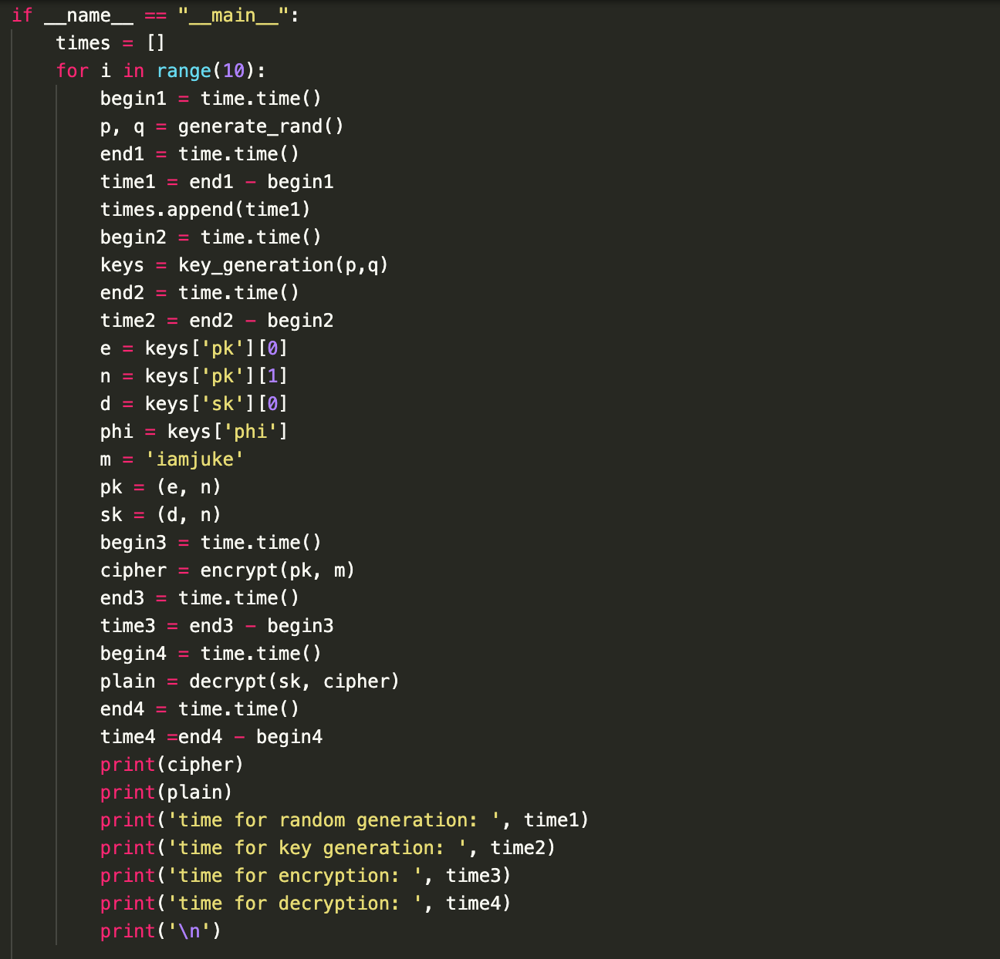 if __name__ == "__main__":
    times = []
    for i in range(10):
        begin1 = time.time()
        p, q = generate_rand()
        end1 = time.time()
        time1 = end1 - begin1
        times.append(time1)
        begin2 = time.time()
        keys = key_generation(p,q)
        end2 = time.time()
        time2 = end2 - begin2
        e = keys['pk'][0]
        n = keys['pk'][1]
        d = keys['sk'][0]
        phi = keys['phi']
        m = 'iamjuke'
        pk = (e, n)
        sk = (d, n)
        begin3 = time.time()
        cipher = encrypt(pk, m)
        end3 = time.time()
        time3 = end3 - begin3
        begin4 = time.time()
        plain = decrypt(sk, cipher)
        end4 = time.time()
        time4 =end4 - begin4
        print(cipher)
        print(plain)
        print('time for random generation: ', time1)
        print('time for key generation: ', time2)
        print('time for encryption: ', time3)
        print('time for decryption: ', time4)
        print('\n')